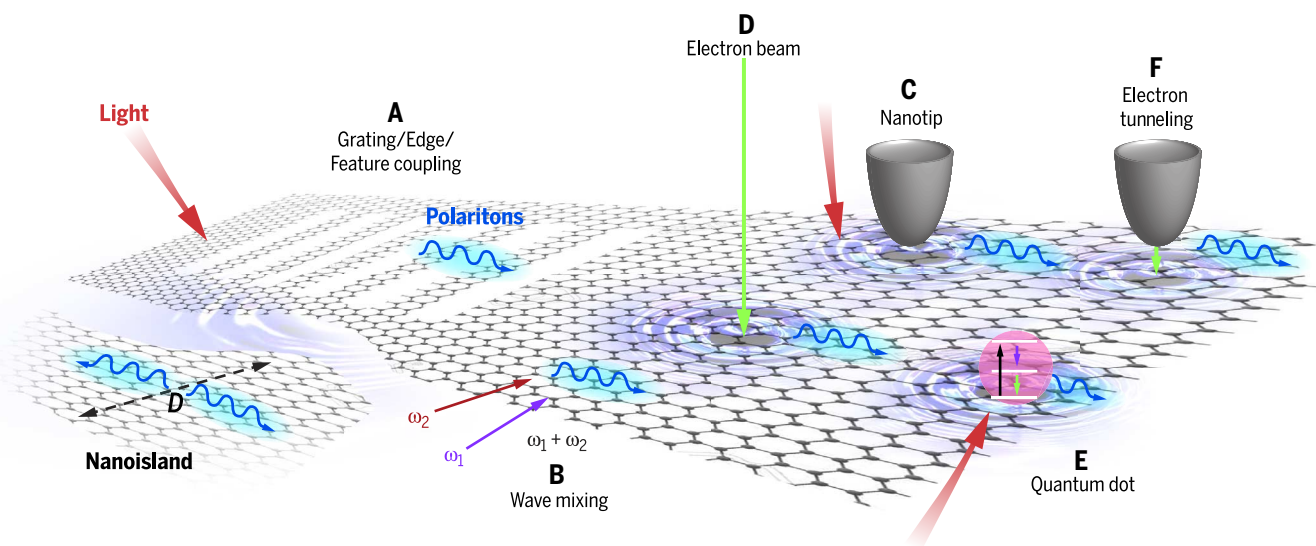 D
Electron beam
F
Electron
tunneling
C
Nanotip
Light
A
Grating/Edge/
Feature coupling
Polaritons
D
Nanoisland
ω₂
ω₁
ω₁ + ω₂
B
Wave mixing
E
Quantum dot